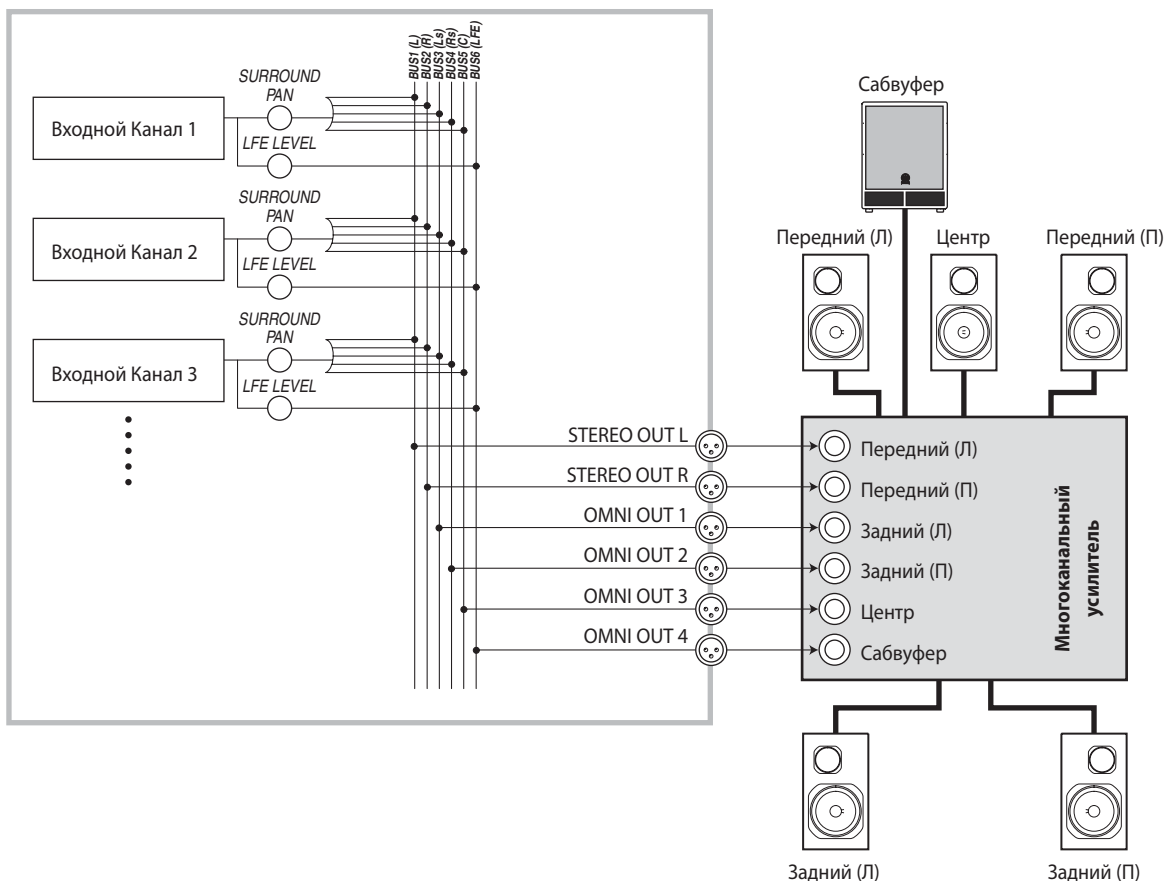 BUS1 (L)
BUS2 (R)
BUS3 (Ls)
BUS4 (Rs)
BUS5 (C)
BUS6 (LFE)
SURROUND
PAN
Входной Канал 1
LFE LEVEL
SURROUND
PAN
Входной Канал 2
LFE LEVEL
SURROUND
PAN
Входной Канал 3
LFE LEVEL
STEREO OUT L
STEREO OUT R
OMNI OUT 1
OMNI OUT 2
OMNI OUT 3
OMNI OUT 4
Сабвуфер
Передний (Л)
Центр
Передний (П)
Передний (Л)
Передний (П)
Задний (Л)
Задний (П)
Центр
Сабвуфер
Многоканальный
усилитель
Задний (Л)
Задний (П)